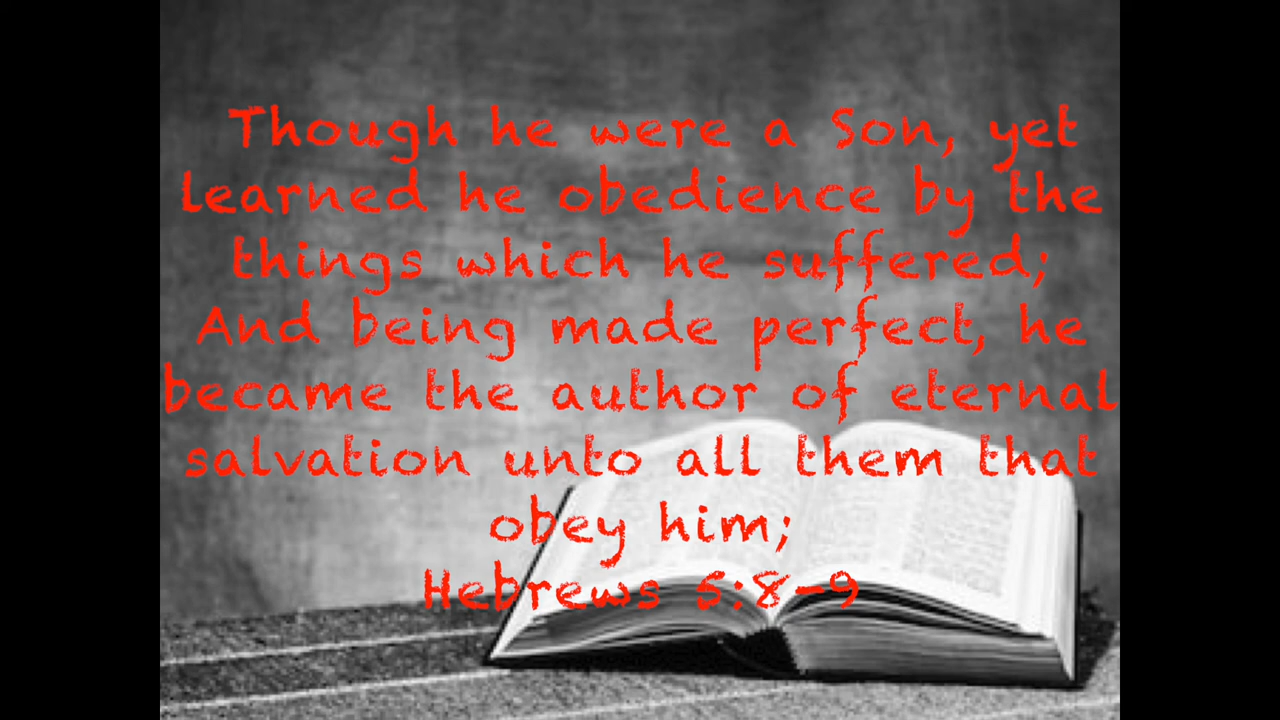 Though he were a Son, yet
learned he obedience by the
things which he suffered;
And being made perfect, he
became the author of eternal
salvation unto all them that
obey him;
Hebrews 5:8-9